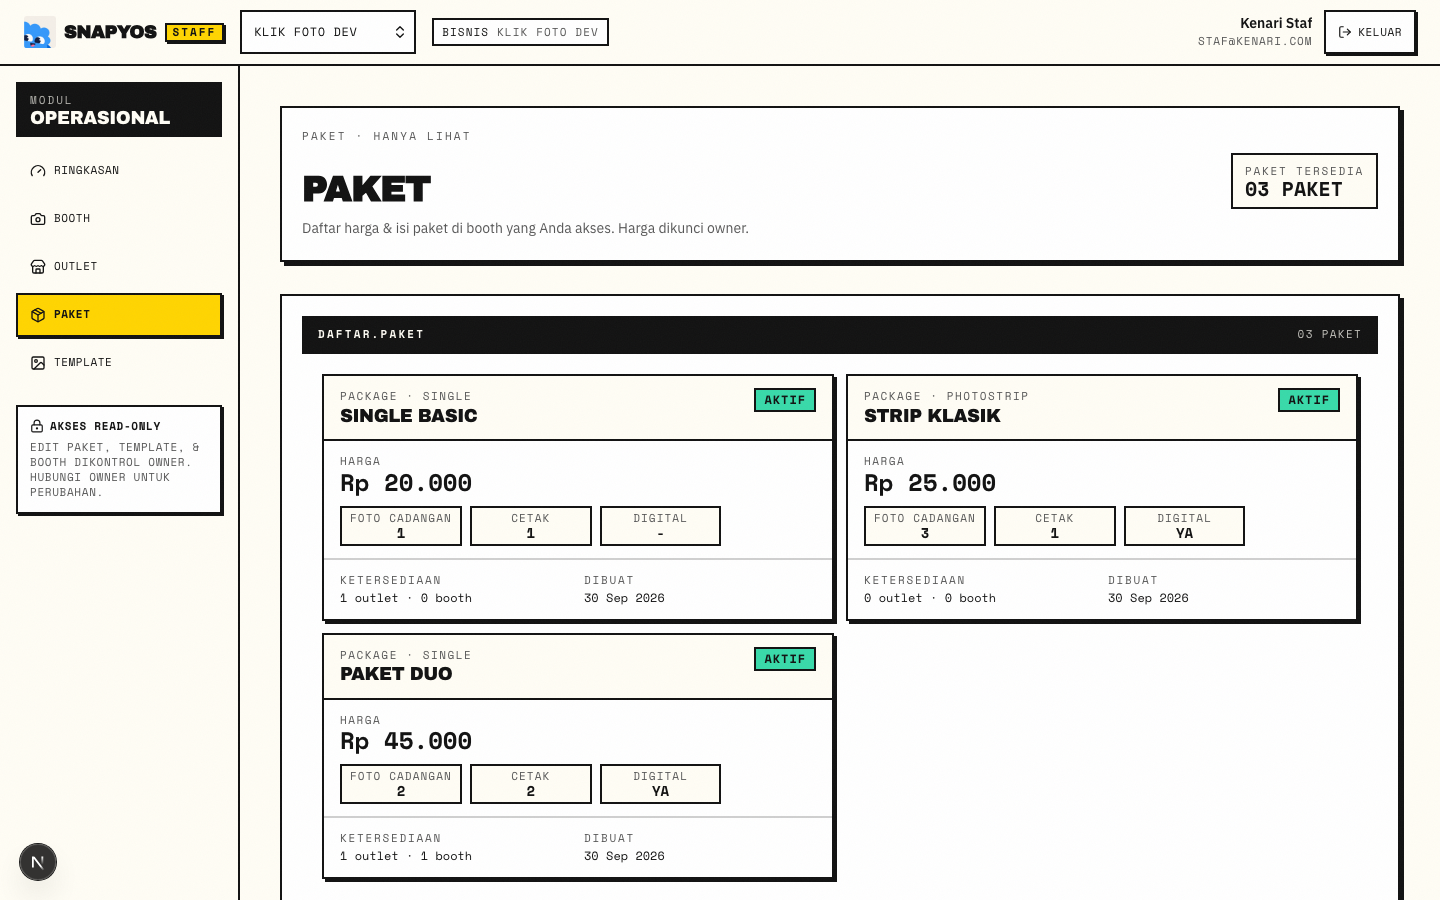 SNAPYOS STAFF
KLIK FOTO DEV
BISNIS KLIK FOTO DEV
Kenari Staf
STAF@KENARI.COM
KELUAR
MODUL
OPERASIONAL
RINGKASAN
BOOTH
OUTLET
PAKET
TEMPLATE
AKSES READ-ONLY
EDIT PAKET, TEMPLATE, &
BOOTH DIKONTROL OWNER.
HUBUNGI OWNER UNTUK
PERUBAHAN.
PAKET · HANYA LIHAT
PAKET
Daftar harga & isi paket di booth yang Anda akses. Harga dikunci owner.
PAKET TERSEDIA
03 PAKET
DAFTAR.PAKET
03 PAKET
PACKAGE · SINGLE
SINGLE BASIC
AKTIF
HARGA
Rp 20.000
FOTO CADANGAN
1
CETAK
1
DIGITAL
-
KETERSEDIAAN
1 outlet · 0 booth
DIBUAT
30 Sep 2026
PACKAGE · PHOTOSTRIP
STRIP KLASIK
AKTIF
HARGA
Rp 25.000
FOTO CADANGAN
3
CETAK
1
DIGITAL
YA
KETERSEDIAAN
0 outlet · 0 booth
DIBUAT
30 Sep 2026
PACKAGE · SINGLE
PAKET DUO
AKTIF
HARGA
Rp 45.000
FOTO CADANGAN
2
CETAK
2
DIGITAL
YA
KETERSEDIAAN
1 outlet · 1 booth
DIBUAT
30 Sep 2026
N